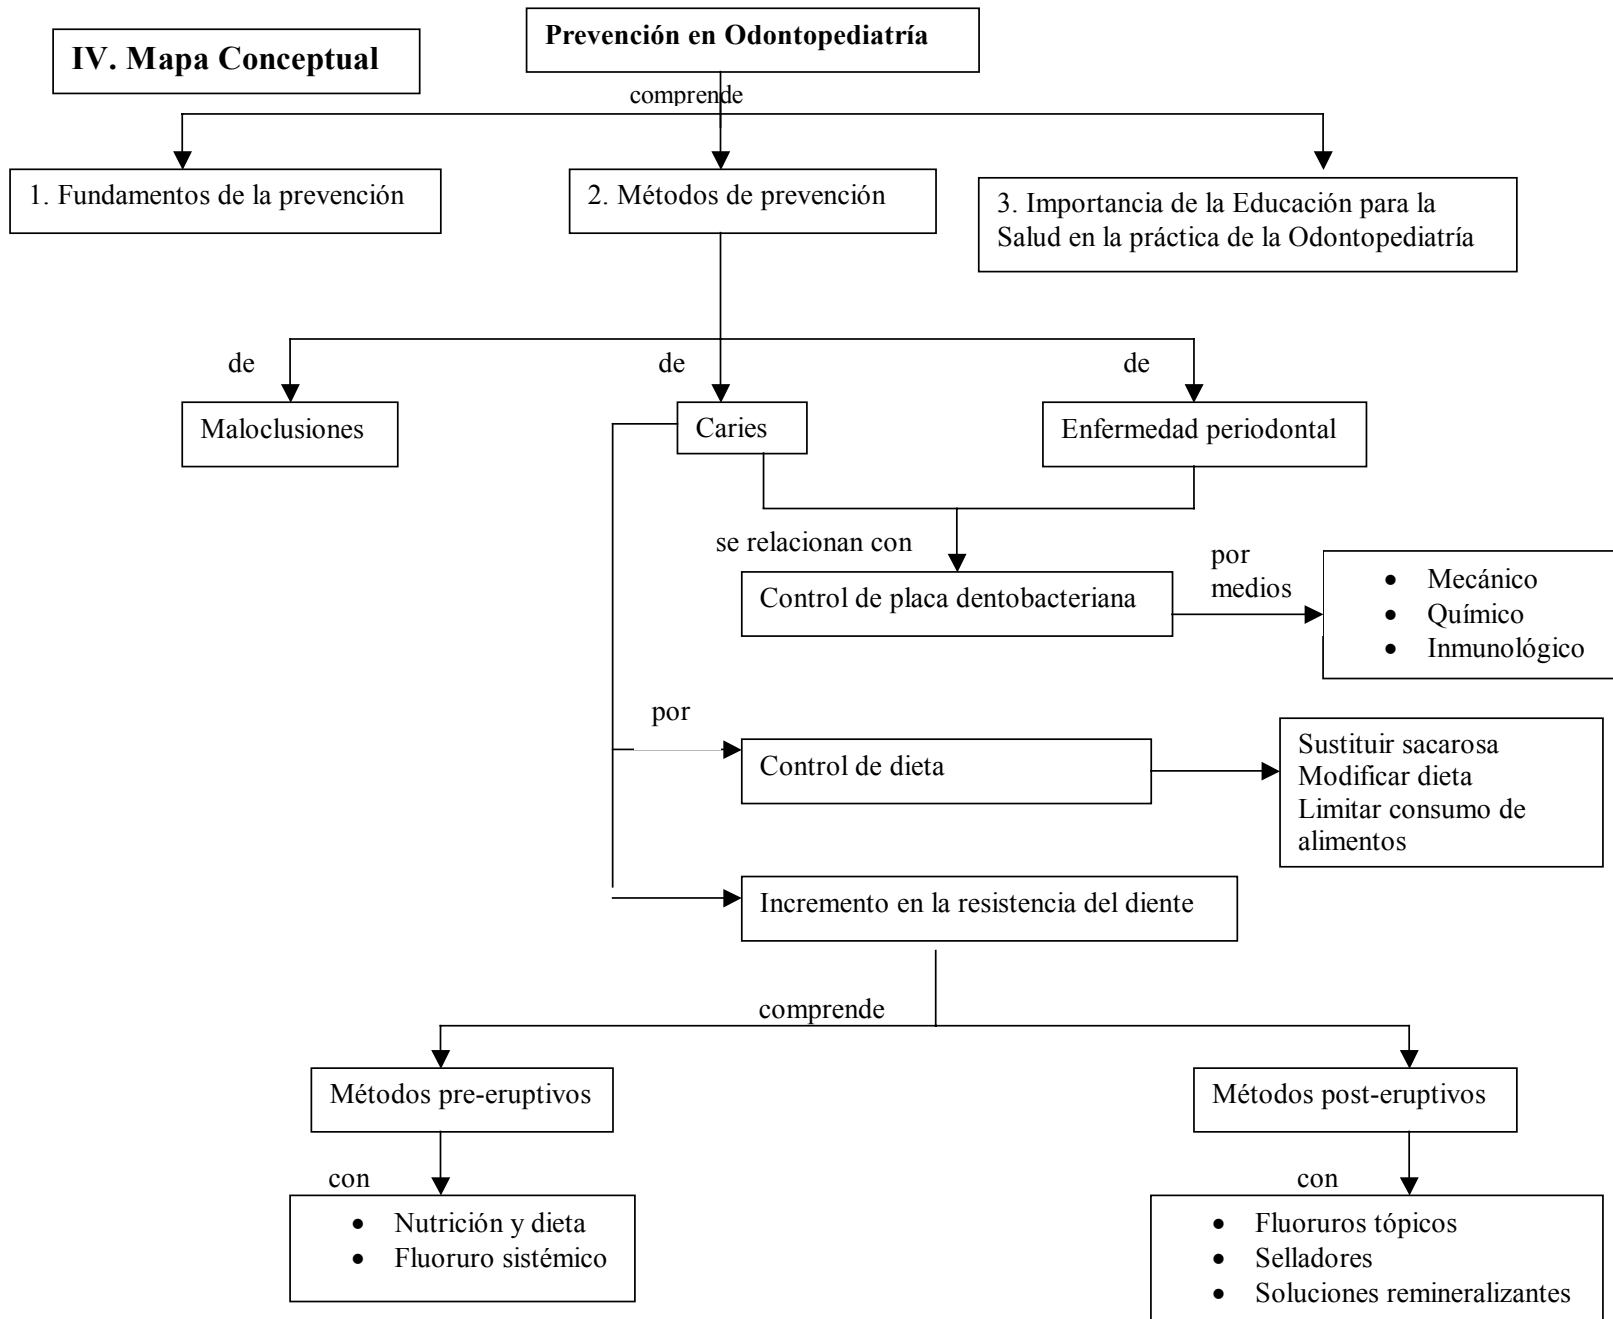 IV. Mapa Conceptual
Prevención en Odontopediatría
comprende
1. Fundamentos de la prevención
2. Métodos de prevención
3. Importancia de la Educación para la
Salud en la práctica de la Odontopediatría
de
de
de
Maloclusiones
Caries
Enfermedad periodontal
se relacionan con
Control de placa dentobacteriana
por
medios
• Mecánico
• Químico
• Inmunológico
por
Control de dieta
Sustituir sacarosa
Modificar dieta
Limitar consumo de
alimentos
Incremento en la resistencia del diente
comprende
Métodos pre-eruptivos
Métodos post-eruptivos
con
con
• Nutrición y dieta
• Fluoruro sistémico
• Fluoruros tópicos
• Selladores
• Soluciones remineralizantes